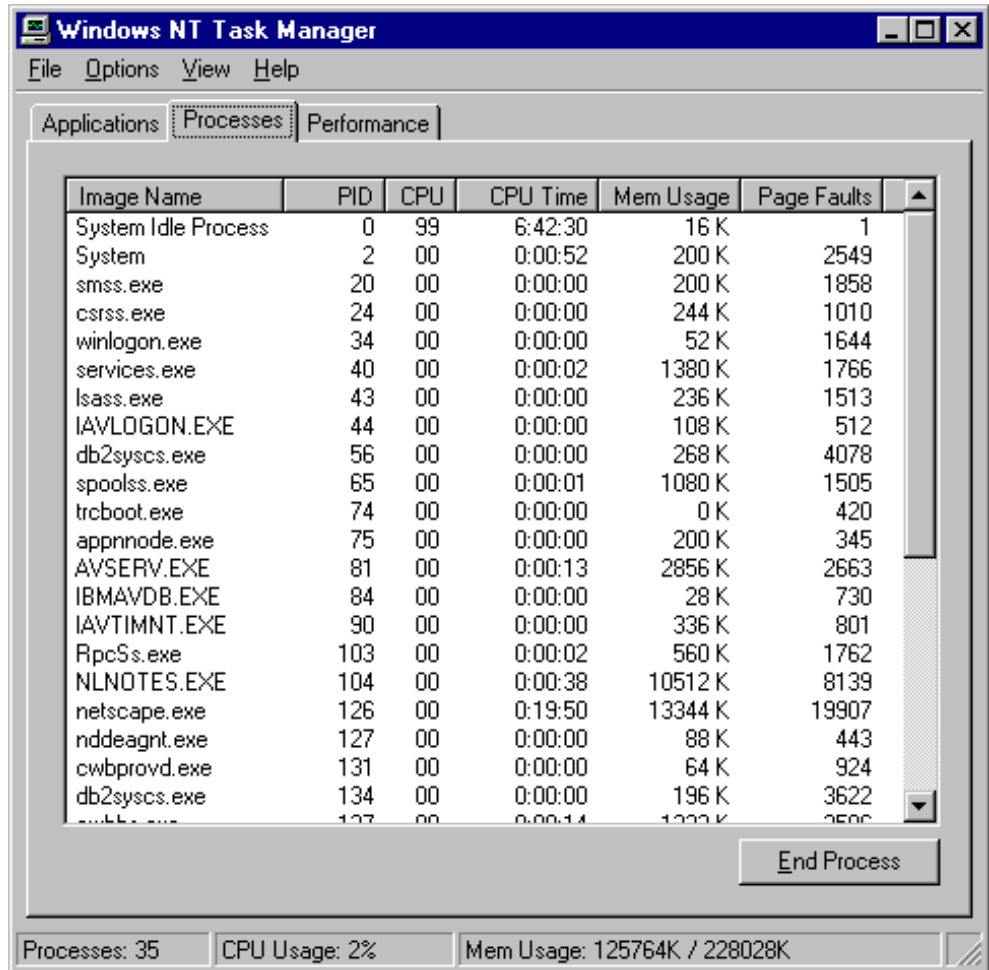 Windows NT Task Manager
File Options View Help
Applications Processes Performance
Image Name PID CPU CPU Time Mem Usage Page Faults
System Idle Process 0 99 6:42:30 16 K 1
System 2 00 0:00:52 200 K 2549
smss.exe 20 00 0:00:00 200 K 1858
csrss.exe 24 00 0:00:00 244 K 1010
winlogon.exe 34 00 0:00:00 52 K 1644
services.exe 40 00 0:00:02 1380 K 1766
lsass.exe 43 00 0:00:00 236 K 1513
IAVLOGON.EXE 44 00 0:00:00 108 K 512
db2syscs.exe 56 00 0:00:00 268 K 4078
spoolss.exe 65 00 0:00:01 1080 K 1505
trcboot.exe 74 00 0:00:00 0 K 420
appnnode.exe 75 00 0:00:00 200 K 345
AVSERV.EXE 81 00 0:00:13 2856 K 2663
IBMAVDB.EXE 84 00 0:00:00 28 K 730
IAVTIMNT.EXE 90 00 0:00:00 336 K 801
RpcSs.exe 103 00 0:00:02 560 K 1762
NLNOTES.EXE 104 00 0:00:38 10512 K 8139
netscape.exe 126 00 0:19:50 13344 K 19907
nddeagnt.exe 127 00 0:00:00 88 K 443
cwbprovd.exe 131 00 0:00:00 64 K 924
db2syscs.exe 134 00 0:00:00 196 K 3622
End Process
Processes: 35 CPU Usage: 2% Mem Usage: 125764K / 228028K